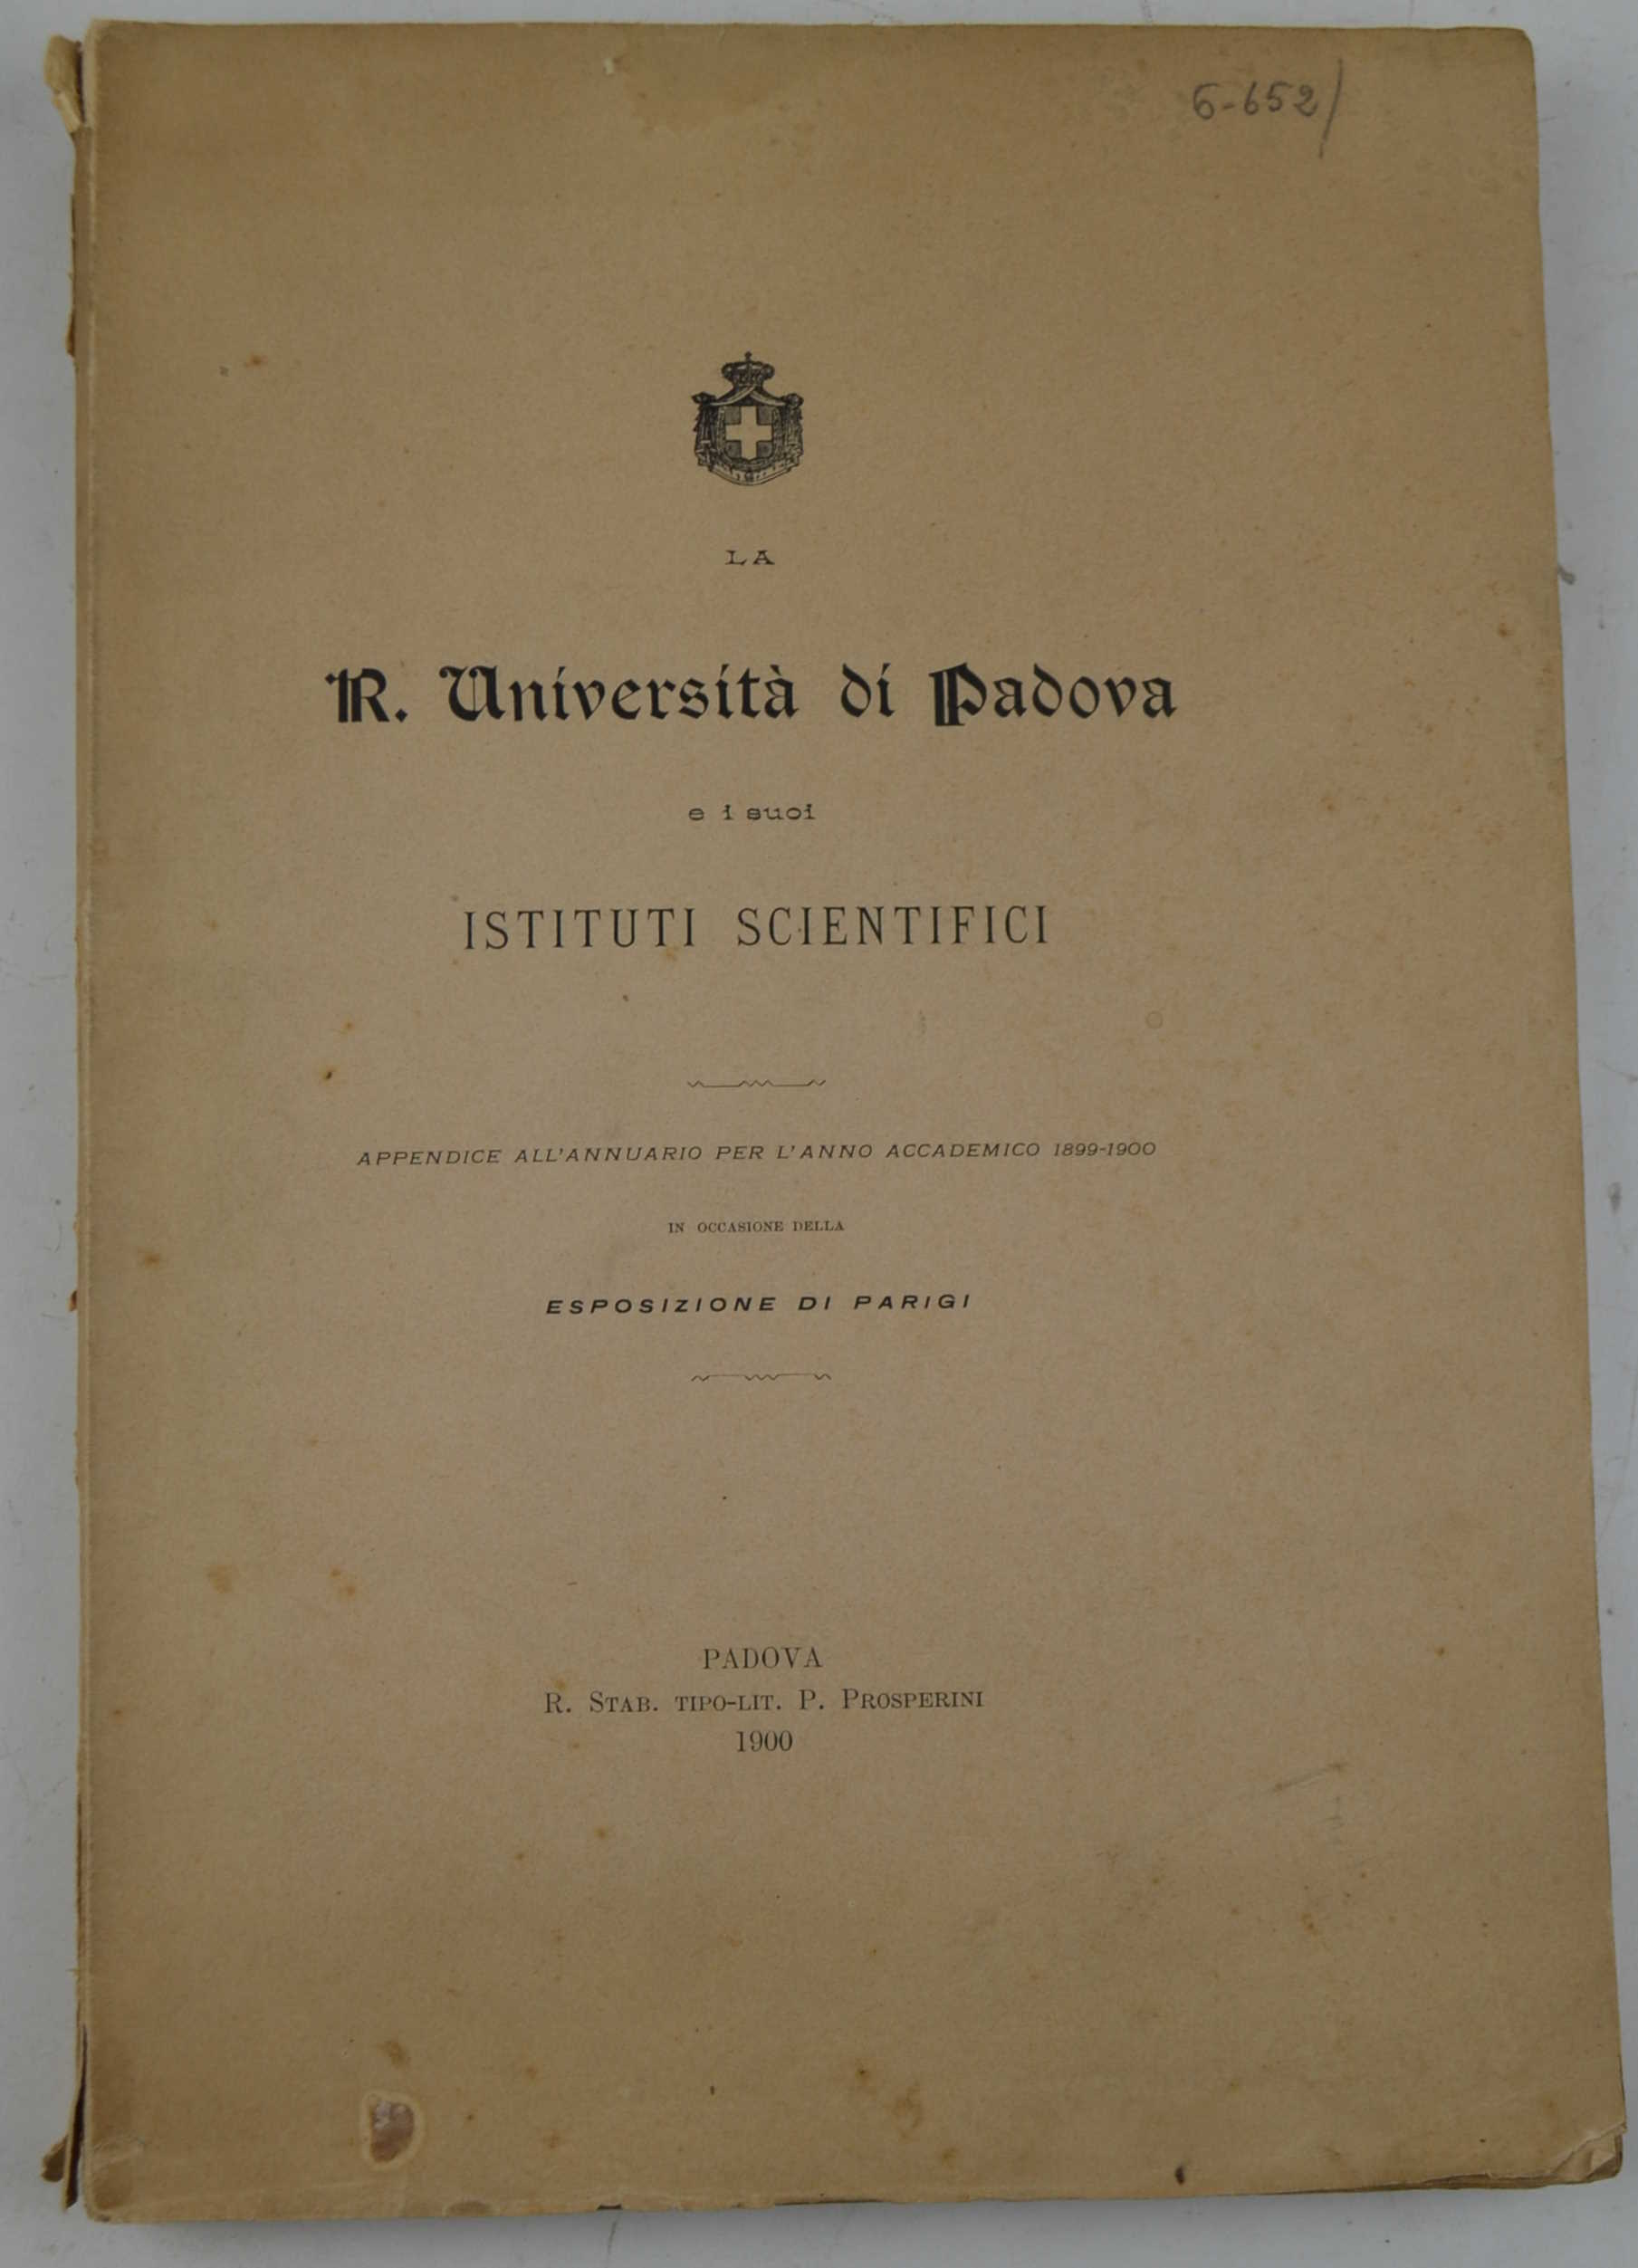 6-652/
LA
R. Università di Padova
e i suoi
ISTITUTI SCIENTIFICI
APPENDICE ALL'ANNUARIO PER L'ANNO ACCADEMICO 1899-1900
IN OCCASIONE DELLA
ESPOSIZIONE DI PARIGI
PADOVA
R. STAB. TIPO-LIT. P. PROSPERINI
1900